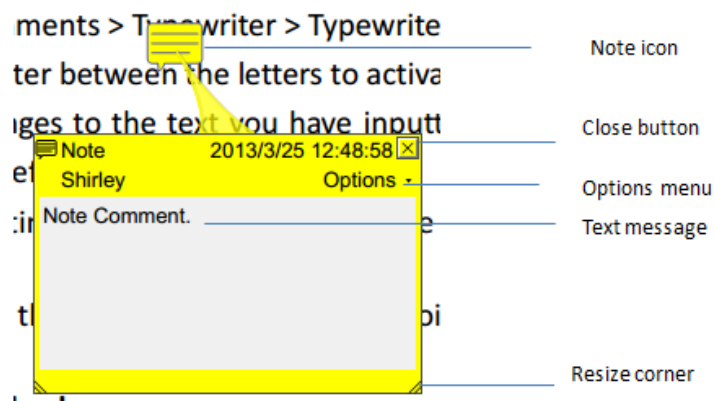 ments > Typewriter > Typewrite
Note icon
ter between the letters to activa
ges to the text you have inputt
Close button
Note 2013/3/25 12:48:58
Shirley Options
Options menu
Note Comment.
Text message
Resize corner